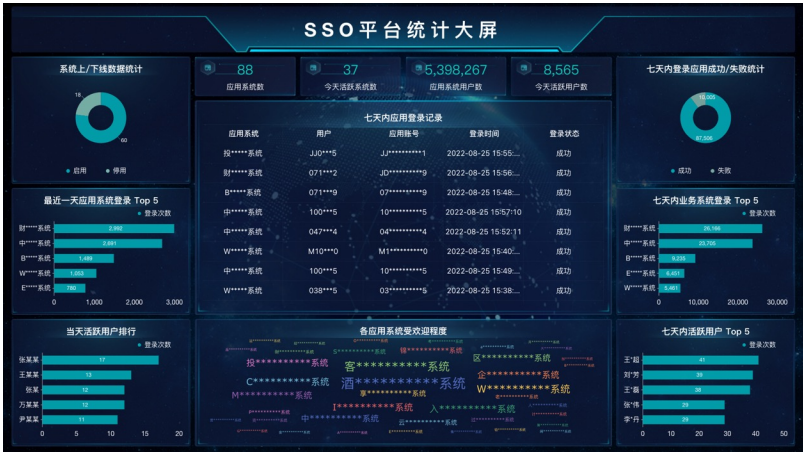 SSO平台统计大屏
系统上/下线数据统计
18
60
启用 停用
88
应用系统数
37
今天活跃系统数
5,398,267
应用系统用户数
8,565
今天活跃用户数
七天内登录应用成功/失败统计
10,006
87,506
成功 失败
最近一天应用系统登录 Top 5
登录次数
财*****系统 2,992
中*****系统 2,691
B*****系统 1,489
W*****系统 1,053
E*****系统 780
0 1,000 2,000 3,000
七天内应用登录记录
应用系统 用户 应用账号 登录时间 登录状态
投*****系统 JJ0***5 JJ*********1 2022-08-25 15:55:... 成功
财*****系统 071***2 JD*********9 2022-08-25 15:56:... 成功
B*****系统 071***9 07*********9 2022-08-25 15:48:... 成功
中*****系统 100***5 10*********5 2022-08-25 15:57:10 成功
中*****系统 047***4 04*********4 2022-08-25 15:52:11 成功
W*****系统 M10***0 M1*********0 2022-08-25 15:40:... 成功
中*****系统 100***5 10*********5 2022-08-25 15:49:... 成功
W*****系统 038***5 03*********5 2022-08-25 15:38:... 成功
七天内业务系统登录 Top 5
登录次数
财*****系统 26,166
中*****系统 23,705
B*****系统 9,235
E*****系统 6,451
W*****系统 5,461
0 10,000 20,000 30,000
当天活跃用户排行
登录次数
张某某 17
王某某 13
张某 12
万某某 12
尹某某 11
0 5 10 15 20
各应用系统受欢迎程度
投**********系统
客**********系统
区**********系统
C**********系统
酒**********系统
企**********系统
M**********系统
享**********系统
W**********系统
I**********系统
入**********系统
中**********系统
云**********系统
七天内活跃用户 Top 5
登录次数
王*超 41
刘*芳 39
王*磊 38
张*伟 29
李*丹 29
0 10 20 30 40 50